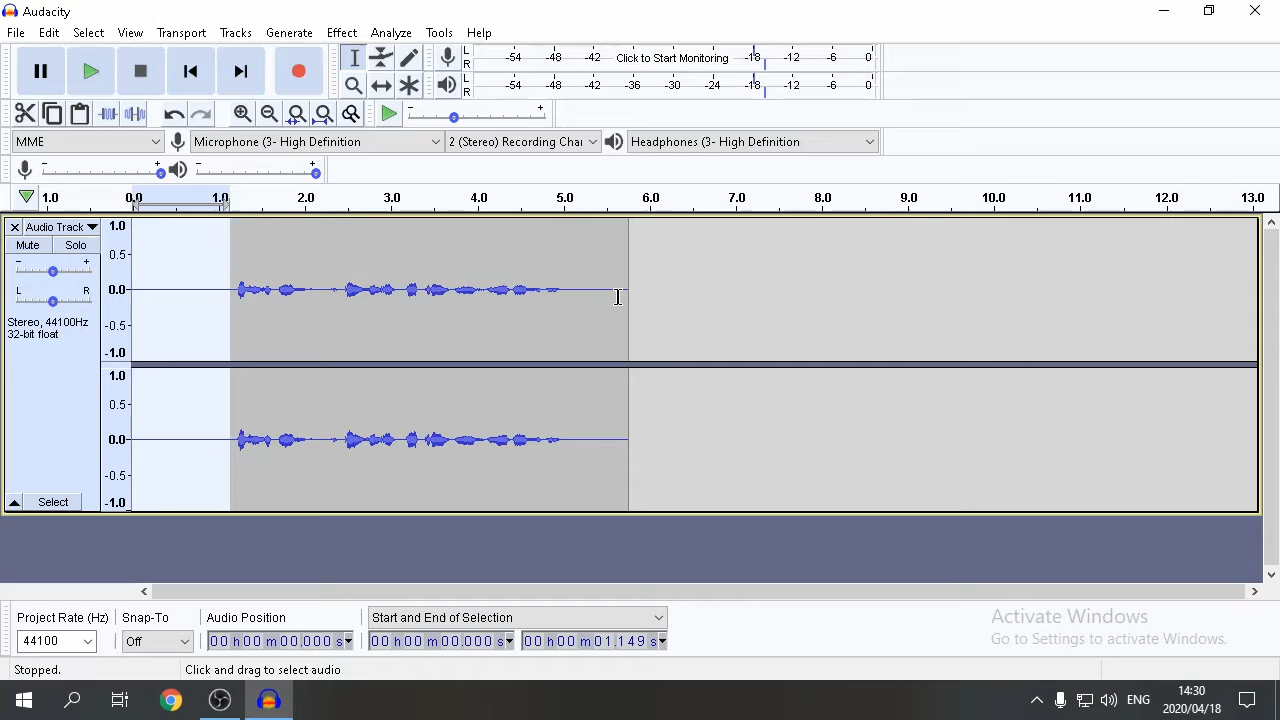 Audacity
File Edit Select View Transport Tracks Generate Effect Analyze Tools Help
L R -54 -48 -42 Click to Start Monitoring -18 -12 -6 0
L R -54 -48 -42 -36 -30 -24 -18 -12 -6 0
- +
MME Microphone (3- High Definition 2 (Stereo) Recording Char Headphones (3- High Definition
- + - +
1.0 0.0 1.0 2.0 3.0 4.0 5.0 6.0 7.0 8.0 9.0 10.0 11.0 12.0 13.0
Audio Track 1.0
Mute Solo
0.5
- +
L R 0.0
Stereo, 44100Hz
32-bit float -0.5
-1.0
1.0
0.5
0.0
-0.5
Select -1.0
Project Rate (Hz) Snap-To Audio Position Start and End of Selection
44100 Off 00 h 00 m 00.000 s 00 h 00 m 00.000 s 00 h 00 m 01.149 s
Activate Windows
Go to Settings to activate Windows.
Stopped. Click and drag to select audio
ENG 14:30
2020/04/18